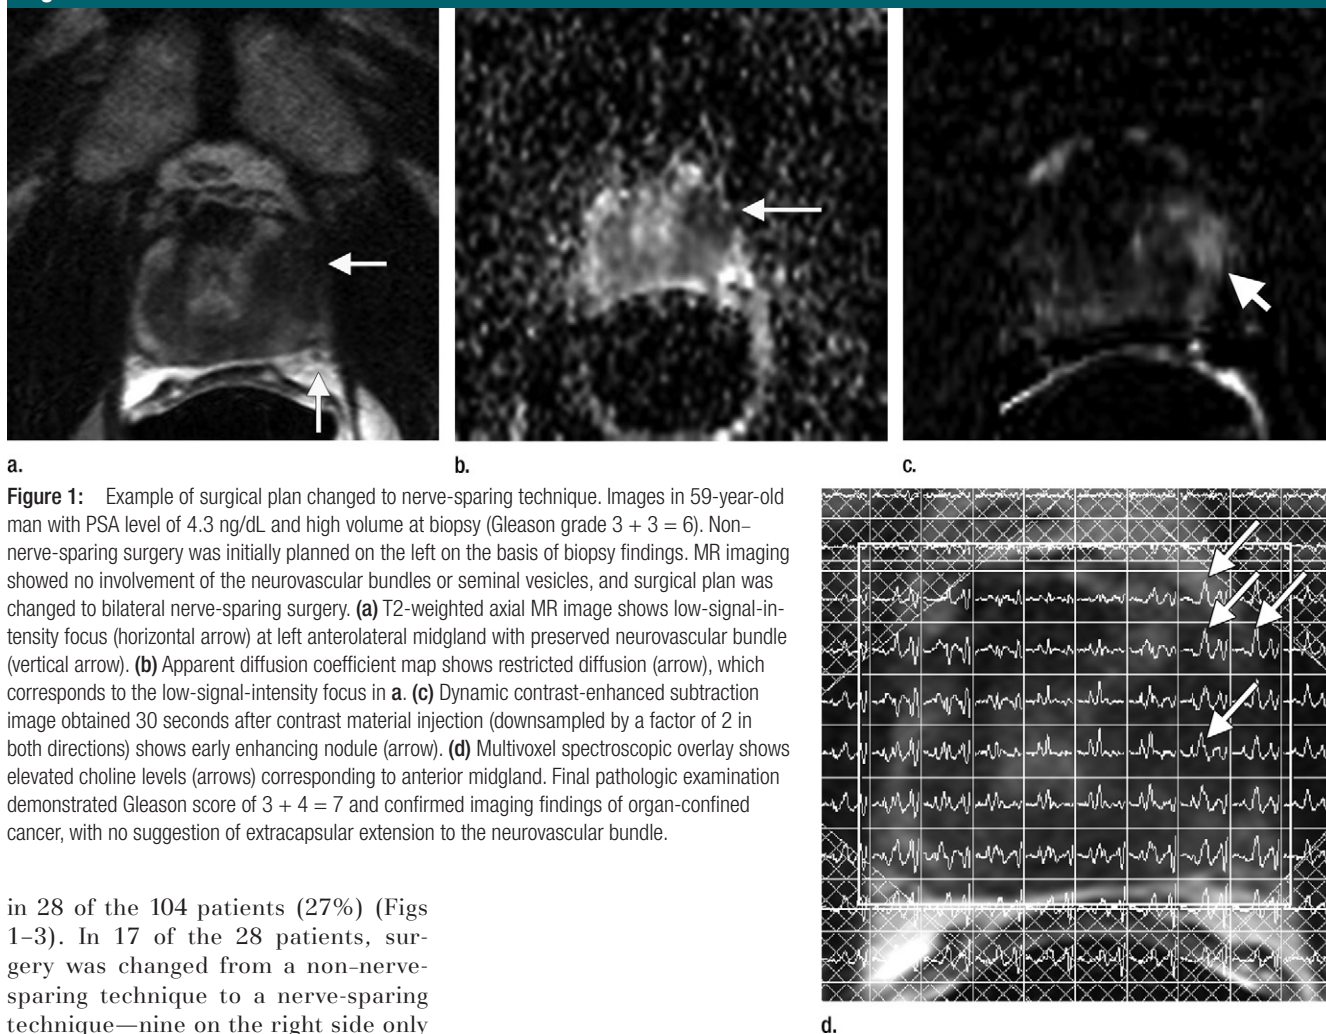 a.
b.
c.
Figure 1: Example of surgical plan changed to nerve-sparing technique. Images in 59-year-old
man with PSA level of 4.3 ng/dL and high volume at biopsy (Gleason grade 3 + 3 = 6). Non–
nerve-sparing surgery was initially planned on the left on the basis of biopsy findings. MR imaging
showed no involvement of the neurovascular bundles or seminal vesicles, and surgical plan was
changed to bilateral nerve-sparing surgery. (a) T2-weighted axial MR image shows low-signal-in-
tensity focus (horizontal arrow) at left anterolateral midgland with preserved neurovascular bundle
(vertical arrow). (b) Apparent diffusion coefficient map shows restricted diffusion (arrow), which
corresponds to the low-signal-intensity focus in a. (c) Dynamic contrast-enhanced subtraction
image obtained 30 seconds after contrast material injection (downsampled by a factor of 2 in
both directions) shows early enhancing nodule (arrow). (d) Multivoxel spectroscopic overlay shows
elevated choline levels (arrows) corresponding to anterior midgland. Final pathologic examination
demonstrated Gleason score of 3 + 4 = 7 and confirmed imaging findings of organ-confined
cancer, with no suggestion of extracapsular extension to the neurovascular bundle.
in 28 of the 104 patients (27%) (Figs
1–3). In 17 of the 28 patients, sur-
gery was changed from a non–nerve-
sparing technique to a nerve-sparing
technique—nine on the right side only
d.